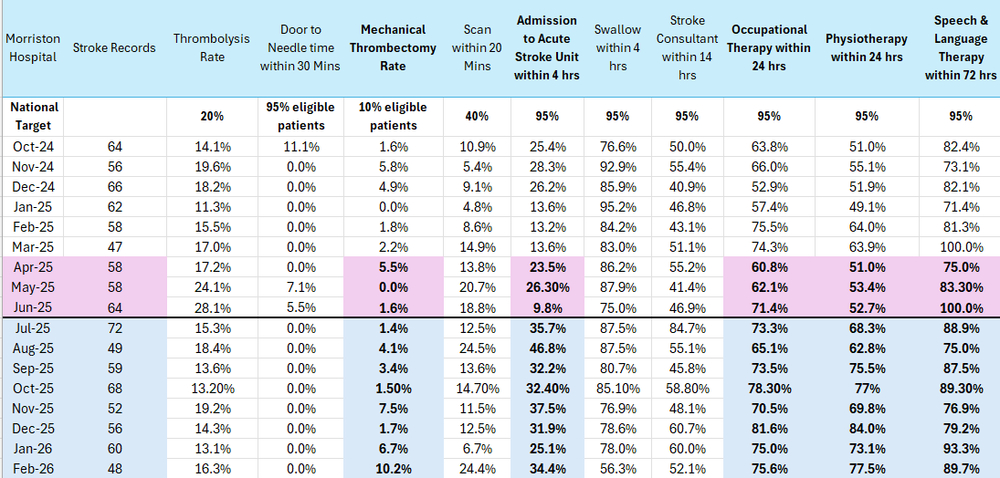 Morriston Hospital Stroke Records Thrombolysis Rate Door to Needle time within 30 Mins Mechanical Thrombectomy Rate Scan within 20 Mins Admission to Acute Stroke Unit within 4 hrs Swallow within 4 hrs Stroke Consultant within 14 hrs Occupational Therapy within 24 hrs Physiotherapy within 24 hrs Speech & Language Therapy within 72 hrs
National Target 20% 95% eligible patients 10% eligible patients 40% 95% 95% 95% 95% 95% 95%
Oct-24 64 14.1% 11.1% 1.6% 10.9% 25.4% 76.6% 50.0% 63.8% 51.0% 82.4%
Nov-24 56 19.6% 0.0% 5.8% 5.4% 28.3% 92.9% 55.4% 66.0% 55.1% 73.1%
Dec-24 66 18.2% 0.0% 4.9% 9.1% 26.2% 85.9% 40.9% 52.9% 51.9% 82.1%
Jan-25 62 11.3% 0.0% 0.0% 4.8% 13.6% 95.2% 46.8% 57.4% 49.1% 71.4%
Feb-25 58 15.5% 0.0% 1.8% 8.6% 13.2% 84.2% 43.1% 75.5% 64.0% 81.3%
Mar-25 47 17.0% 0.0% 2.2% 14.9% 13.6% 83.0% 51.1% 74.3% 63.9% 100.0%
Apr-25 58 17.2% 0.0% 5.5% 13.8% 23.5% 86.2% 55.2% 60.8% 51.0% 75.0%
May-25 58 24.1% 7.1% 0.0% 20.7% 26.30% 87.9% 41.4% 62.1% 53.4% 83.30%
Jun-25 64 28.1% 5.5% 1.6% 18.8% 9.8% 75.0% 46.9% 71.4% 52.7% 100.0%
Jul-25 72 15.3% 0.0% 1.4% 12.5% 35.7% 87.5% 84.7% 73.3% 68.3% 88.9%
Aug-25 49 18.4% 0.0% 4.1% 24.5% 46.8% 87.5% 55.1% 65.1% 62.8% 75.0%
Sep-25 59 13.6% 0.0% 3.4% 13.6% 32.2% 80.7% 45.8% 73.5% 75.5% 87.5%
Oct-25 68 13.20% 0.0% 1.50% 14.70% 32.40% 85.10% 58.80% 78.30% 77% 89.30%
Nov-25 52 19.2% 0.0% 7.5% 11.5% 37.5% 76.9% 48.1% 70.5% 69.8% 76.9%
Dec-25 56 14.3% 0.0% 1.7% 12.5% 31.9% 78.6% 60.7% 81.6% 84.0% 79.2%
Jan-26 60 13.1% 0.0% 6.7% 6.7% 25.1% 78.0% 60.0% 75.0% 73.1% 93.3%
Feb-26 48 16.3% 0.0% 10.2% 24.4% 34.4% 56.3% 52.1% 75.6% 77.5% 89.7%